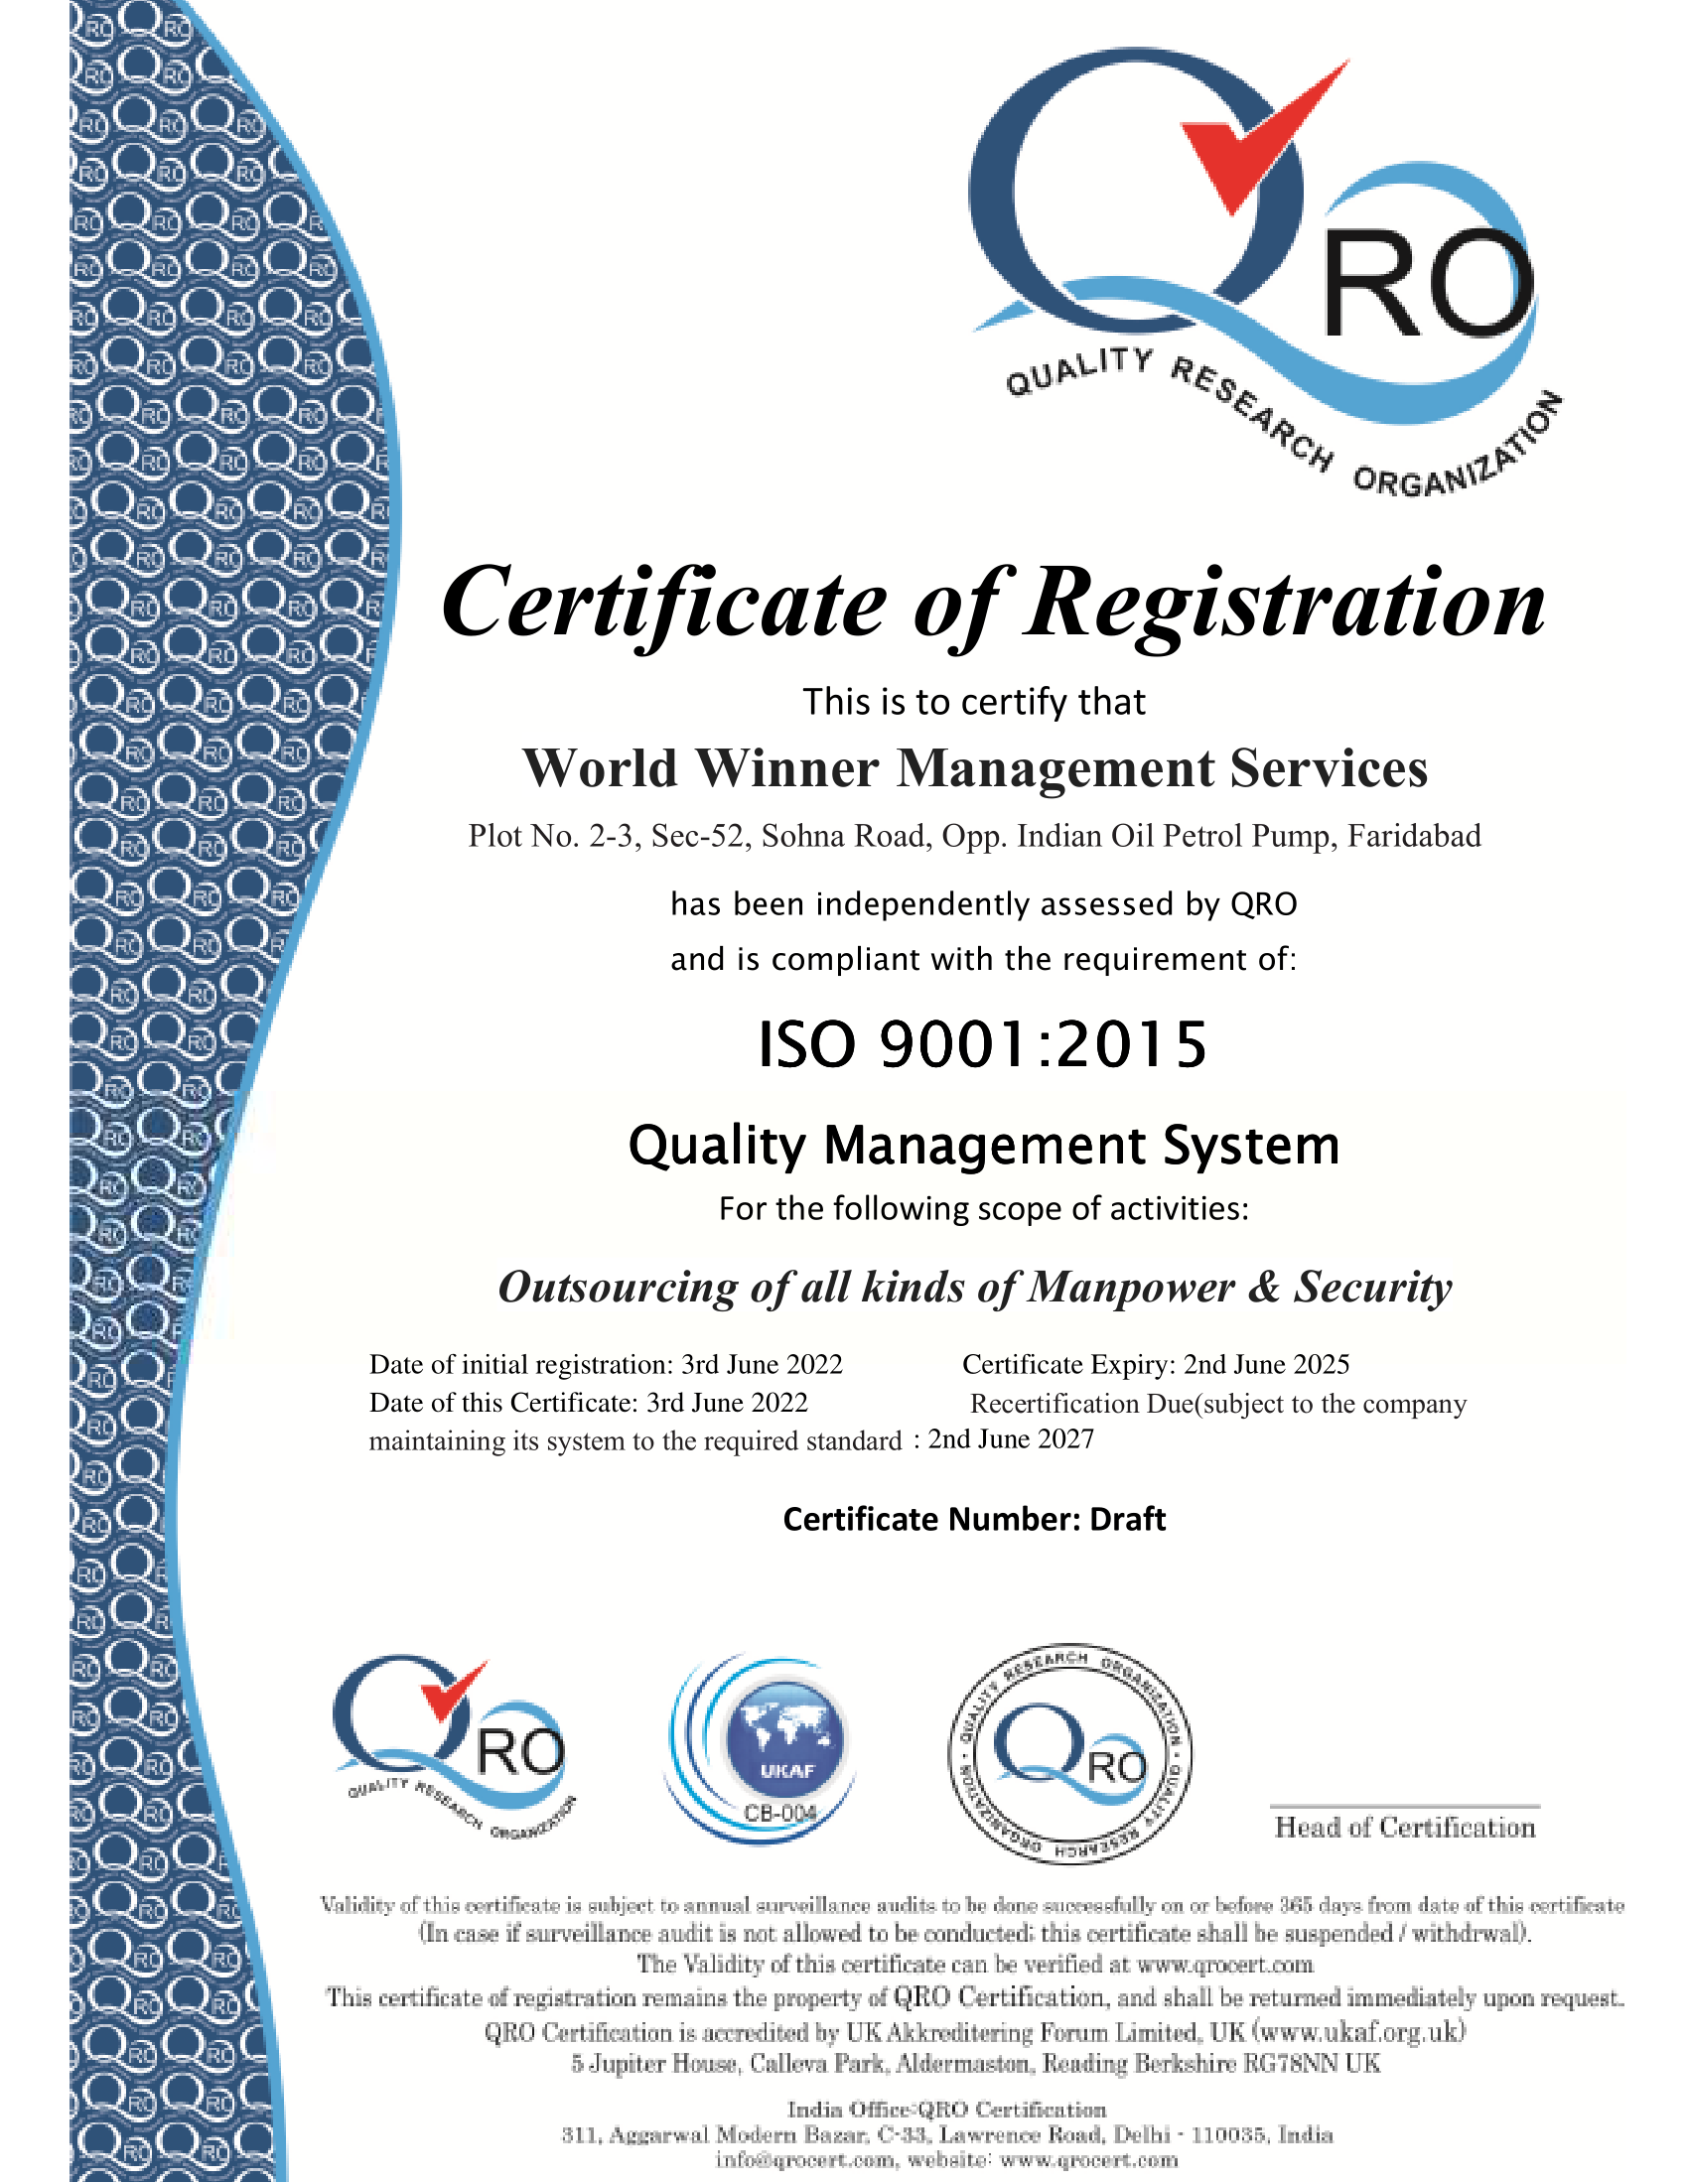 QRO
QUALITY RESEARCH ORGANIZATION
Certificate of Registration
This is to certify that
World Winner Management Services
Plot No. 2-3, Sec-52, Sohna Road, Opp. Indian Oil Petrol Pump, Faridabad
has been independently assessed by QRO
and is compliant with the requirement of:
ISO 9001:2015
Quality Management System
For the following scope of activities:
Outsourcing of all kinds of Manpower & Security
Date of initial registration: 3rd June 2022 Certificate Expiry: 2nd June 2025
Date of this Certificate: 3rd June 2022 Recertification Due(subject to the company
maintaining its system to the required standard : 2nd June 2027
Certificate Number: Draft
QRO
QUALITY RESEARCH ORGANIZATION
UKAF
CB-004
QUALITY RESEARCH ORGANIZATION • QUALITY RESEARCH ORGANIZATION •
QRO
Head of Certification
Validity of this certificate is subject to annual surveillance audits to be done successfully on or before 365 days from date of this certificate
(In case if surveillance audit is not allowed to be conducted; this certificate shall be suspended / withdrwal).
The Validity of this certificate can be verified at www.qrocert.com
This certificate of registration remains the property of QRO Certification, and shall be returned immediately upon request.
QRO Certification is accredited by UK Akkreditering Forum Limited, UK (www.ukaf.org.uk)
5 Jupiter House, Calleva Park, Aldermaston, Reading Berkshire RG78NN UK
India Office:QRO Certification
311, Aggarwal Modern Bazar, C-33, Lawrence Road, Delhi - 110035, India
info@qrocert.com, website: www.qrocert.com